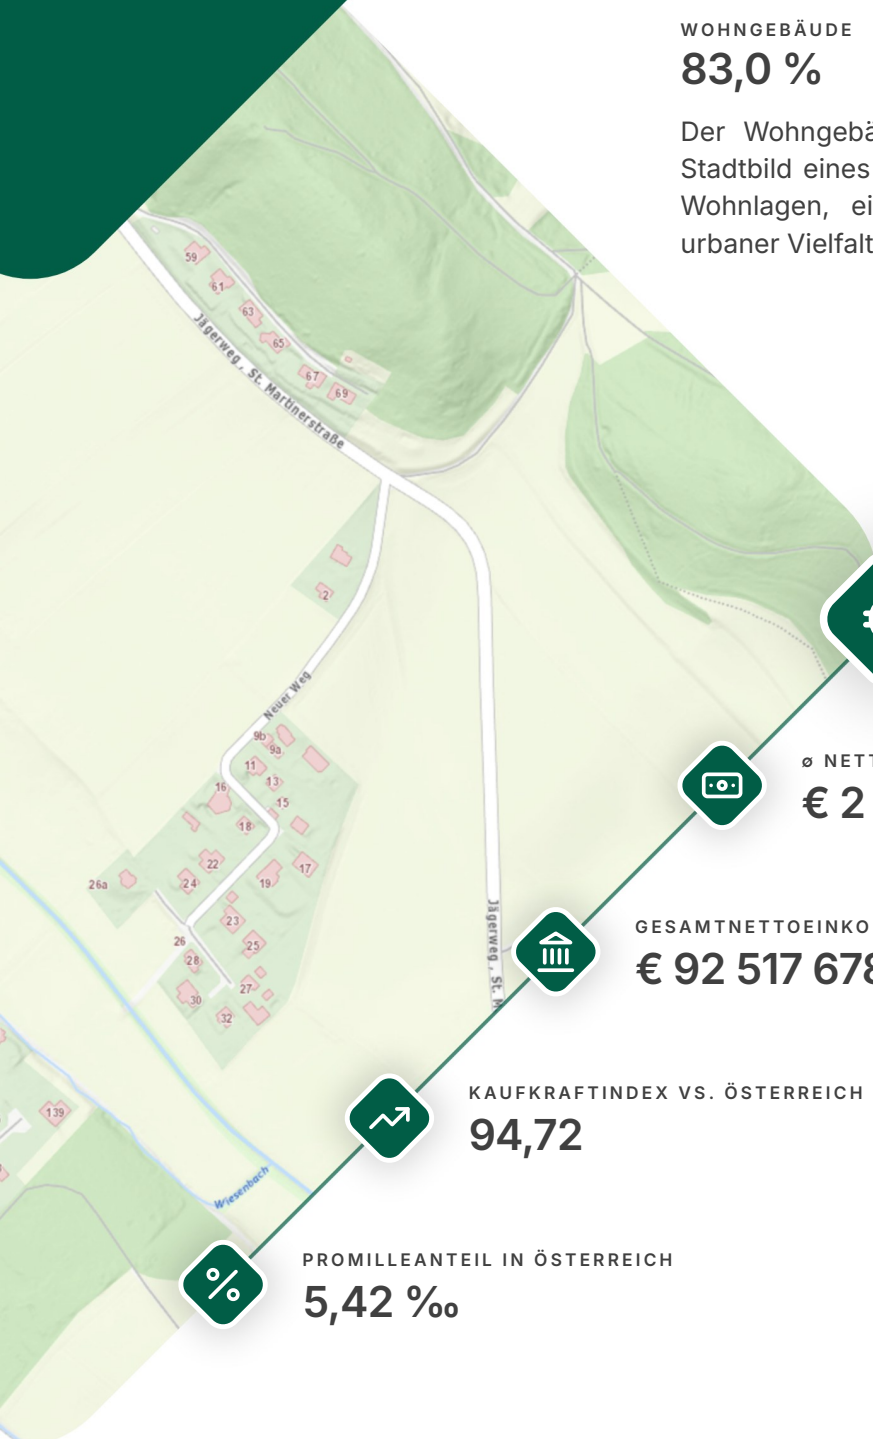 WOHNGEBÄUDE
83,0 %
Der Wohngebä
Stadtbild eines
Wohnlagen, ei
urbaner Vielfalt
59
61
63
65
67
69
Jägerweg, St. Martinerstraße
2
Neuer Weg
9b
9a
11
13
16
15
18
22
17
26a
24
19
23
26
25
28
27
30
32
Jägerweg, St. M
139
Wiesenbach
ø NETT
€ 2
GESAMTNETTOEINKO
€ 92 517 678
KAUFKRAFTINDEX VS. ÖSTERREICH
94,72
PROMILLEANTEIL IN ÖSTERREICH
5,42 ‰